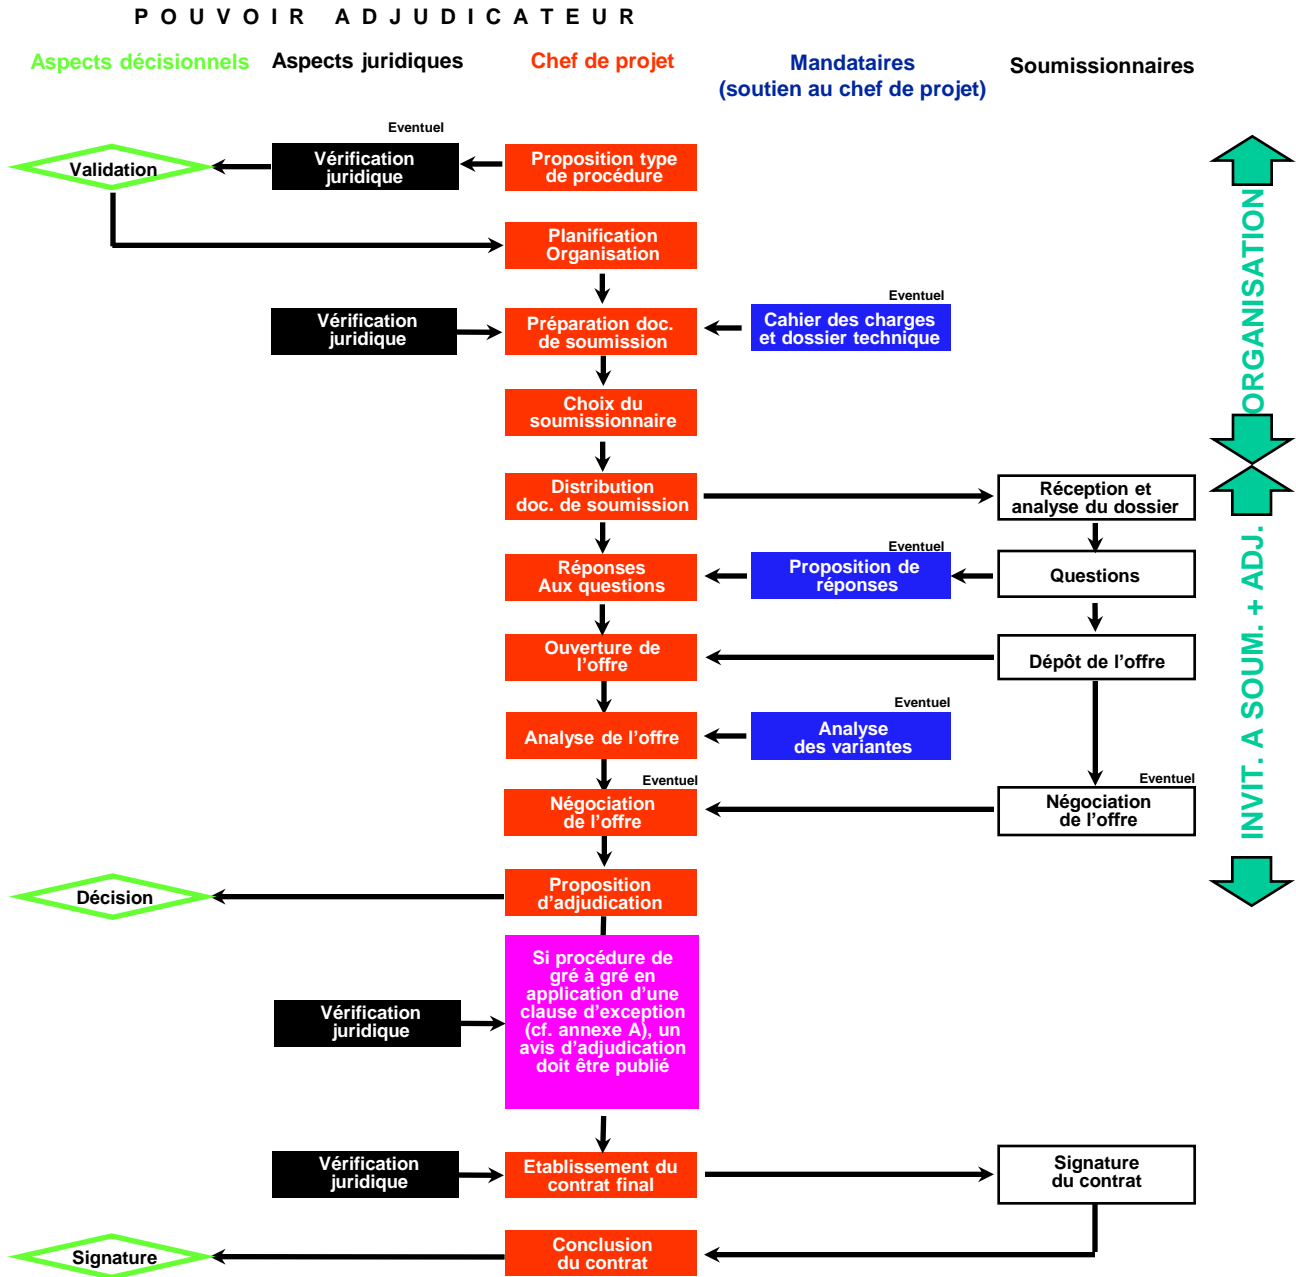 POUVOIR ADJUDICATEUR
Aspects décisionnels
Aspects juridiques
Chef de projet
Mandataires
(soutien au chef de projet)
Soumissionnaires
Eventuel
Validation
Vérification
juridique
Proposition type
de procédure
Planification
Organisation
Vérification
juridique
Préparation doc.
de soumission
Eventuel
Cahier des charges
et dossier technique
Choix du
soumissionnaire
ORGANISATION
Distribution
doc. de soumission
Réception et
analyse du dossier
Réponses
Aux questions
Eventuel
Proposition de
réponses
Questions
Ouverture de
l’offre
Dépôt de l’offre
Analyse de l’offre
Eventuel
Analyse
des variantes
Eventuel
Négociation
de l’offre
Eventuel
Négociation
de l’offre
INVIT. A SOUM. + ADJ.
Décision
Proposition
d’adjudication
Vérification
juridique
Si procédure de
gré à gré en
application d’une
clause d’exception
(cf. annexe A), un
avis d’adjudication
doit être publié
Vérification
juridique
Etablissement du
contrat final
Signature
du contrat
Signature
Conclusion
du contrat